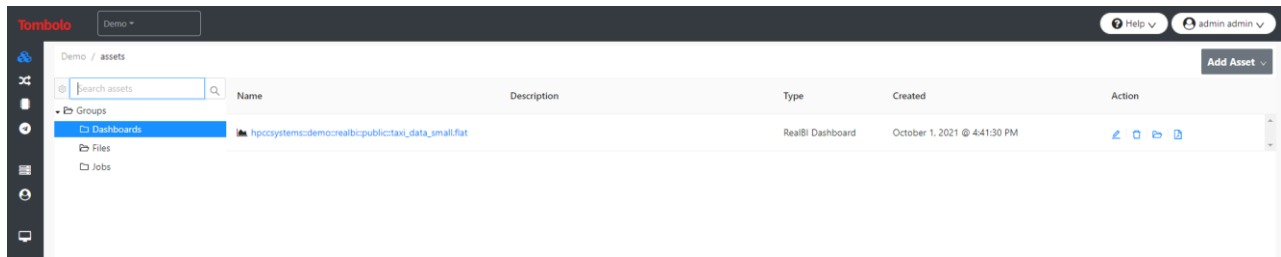 Tombolo Demo Help admin admin
Demo / assets Add Asset
Search assets Name Description Type Created Action
Groups
Dashboards hpccsystems::demo::realbi::public::taxi_data_small.flat RealBI Dashboard October 1, 2021 @ 4:41:30 PM
Files
Jobs